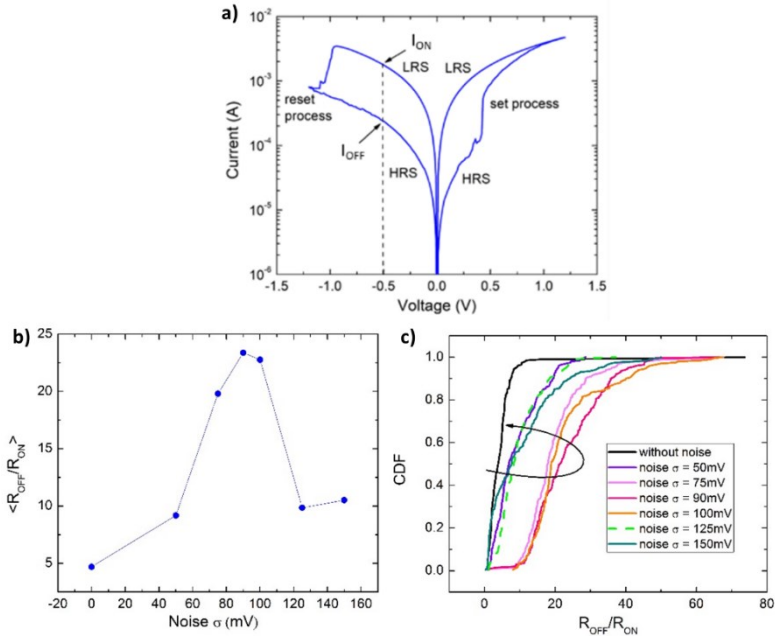 a)
10⁻²
10⁻³
10⁻⁴
10⁻⁵
10⁻⁶
Current (A)
I_ON
LRS LRS
reset
process
set process
I_OFF
HRS HRS
-1.5 -1.0 -0.5 0.0 0.5 1.0 1.5
Voltage (V)
b)
25
20
15
10
5
<R_OFF/R_ON>
-20 0 20 40 60 80 100 120 140 160
Noise σ (mV)
c)
1.0
0.8
0.6
0.4
0.2
0.0
CDF
without noise
noise σ = 50mV
noise σ = 75mV
noise σ = 90mV
noise σ = 100mV
noise σ = 125mV
noise σ = 150mV
0 20 40 60 80
R_OFF/R_ON